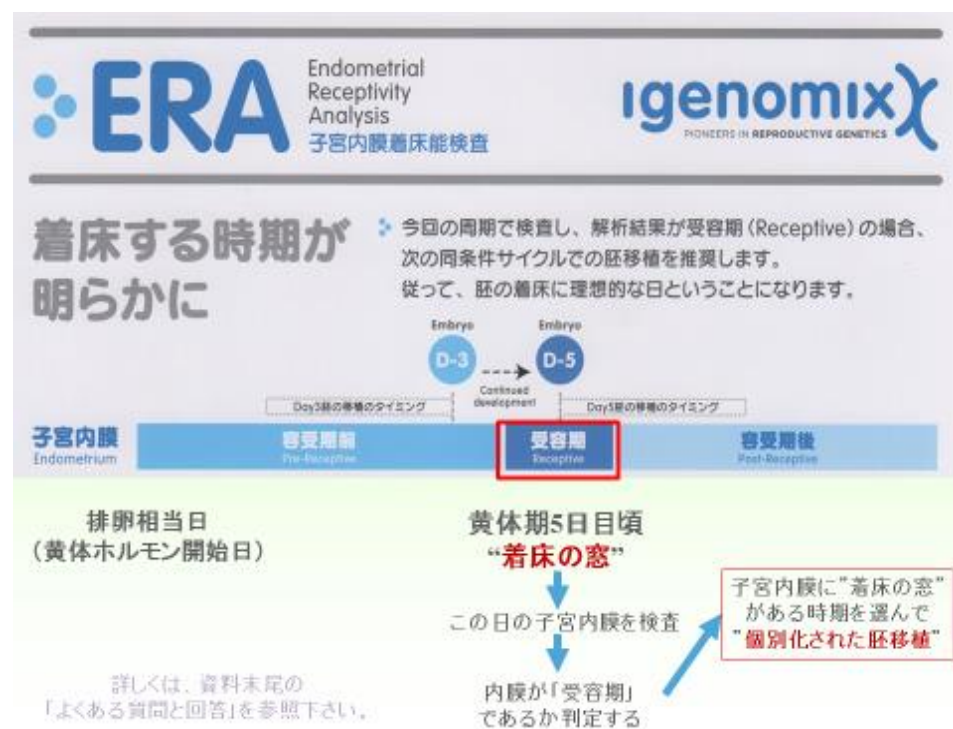 ERA
Endometrial
Receptivity
Analysis
子宮内膜着床能検査
Igenomix
PIONEERS IN REPRODUCTIVE GENETICS
着床する時期が
明らかに
今回の周期で検査し、解析結果が受容期(Receptive)の場合、
次の同条件サイクルでの胚移植を推奨します。
従って、胚の着床に理想的な日ということになります。
Embryo
Embryo
D-3
D-5
Continued
development
Day3胚の移植のタイミング
Day5胚の移植のタイミング
子宮内膜
Endometrium
容受期前
Pre-Receptive
受容期
Receptive
容受期後
Post-Receptive
排卵相当日
(黄体ホルモン開始日)
黄体期5日目頃
“着床の窓”
この日の子宮内膜を検査
内膜が「受容期」
であるか判定する
子宮内膜に"着床の窓"
がある時期を選んで
"個別化された胚移植"
詳しくは、資料末尾の
「よくある質問と回答」を参照下さい。